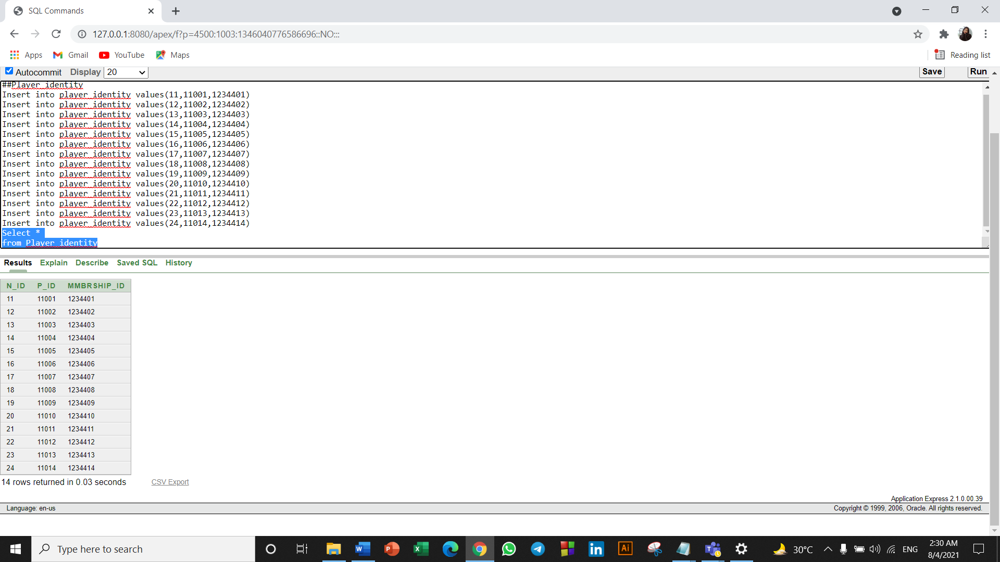 SQL Commands
127.0.0.1:8080/apex/f?p=4500:1003:1346040776586696::NO:::
Apps Gmail YouTube Maps Reading list
Autocommit Display 20 Save Run
##Player_identity
Insert into player_identity values(11,11001,1234401)
Insert into player_identity values(12,11002,1234402)
Insert into player_identity values(13,11003,1234403)
Insert into player_identity values(14,11004,1234404)
Insert into player_identity values(15,11005,1234405)
Insert into player_identity values(16,11006,1234406)
Insert into player_identity values(17,11007,1234407)
Insert into player_identity values(18,11008,1234408)
Insert into player_identity values(19,11009,1234409)
Insert into player_identity values(20,11010,1234410)
Insert into player_identity values(21,11011,1234411)
Insert into player_identity values(22,11012,1234412)
Insert into player_identity values(23,11013,1234413)
Insert into player_identity values(24,11014,1234414)
Select *
from Player_identity
Results Explain Describe Saved SQL History
N_ID P_ID MMBRSHIP_ID
11 11001 1234401
12 11002 1234402
13 11003 1234403
14 11004 1234404
15 11005 1234405
16 11006 1234406
17 11007 1234407
18 11008 1234408
19 11009 1234409
20 11010 1234410
21 11011 1234411
22 11012 1234412
23 11013 1234413
24 11014 1234414
14 rows returned in 0.03 seconds CSV Export
Application Express 2.1.0.00.39
Language: en-us Copyright © 1999, 2006, Oracle. All rights reserved.
Type here to search 30°C ENG 2:30 AM
8/4/2021